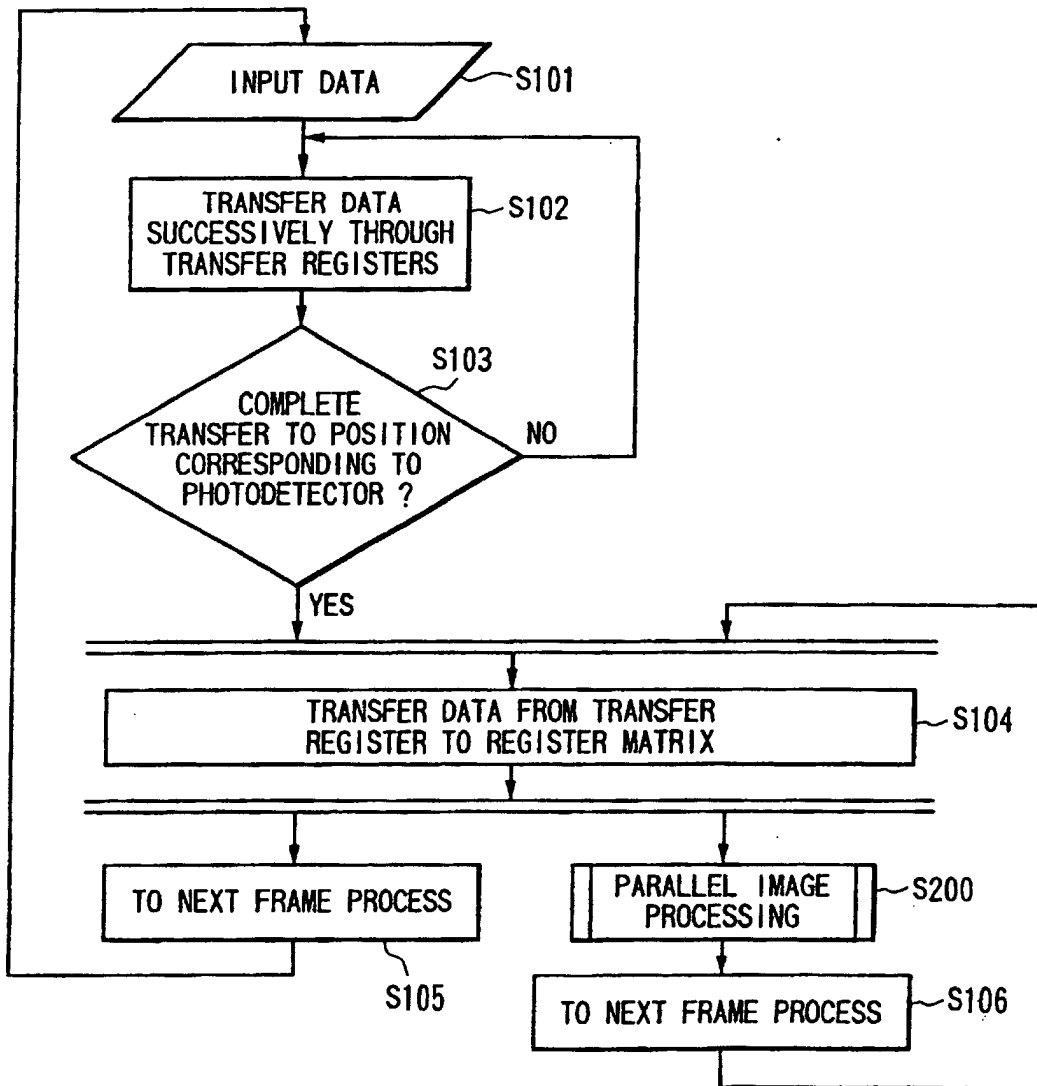 INPUT DATA
S101
TRANSFER DATA
SUCCESSIVELY THROUGH
TRANSFER REGISTERS
S102
S103
COMPLETE
TRANSFER TO POSITION
CORRESPONDING TO
PHOTODETECTOR ?
NO
YES
TRANSFER DATA FROM TRANSFER
REGISTER TO REGISTER MATRIX
S104
TO NEXT FRAME PROCESS
S105
PARALLEL IMAGE
PROCESSING
S200
TO NEXT FRAME PROCESS
S106